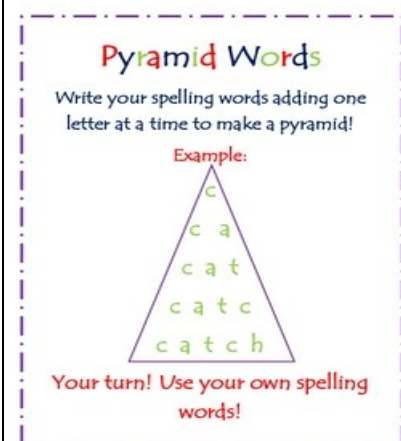 Pyramid Words
Write your spelling words adding one
letter at a time to make a pyramid!
Example:
c
c a
c a t
c a t c
c a t c h
Your turn! Use your own spelling
words!